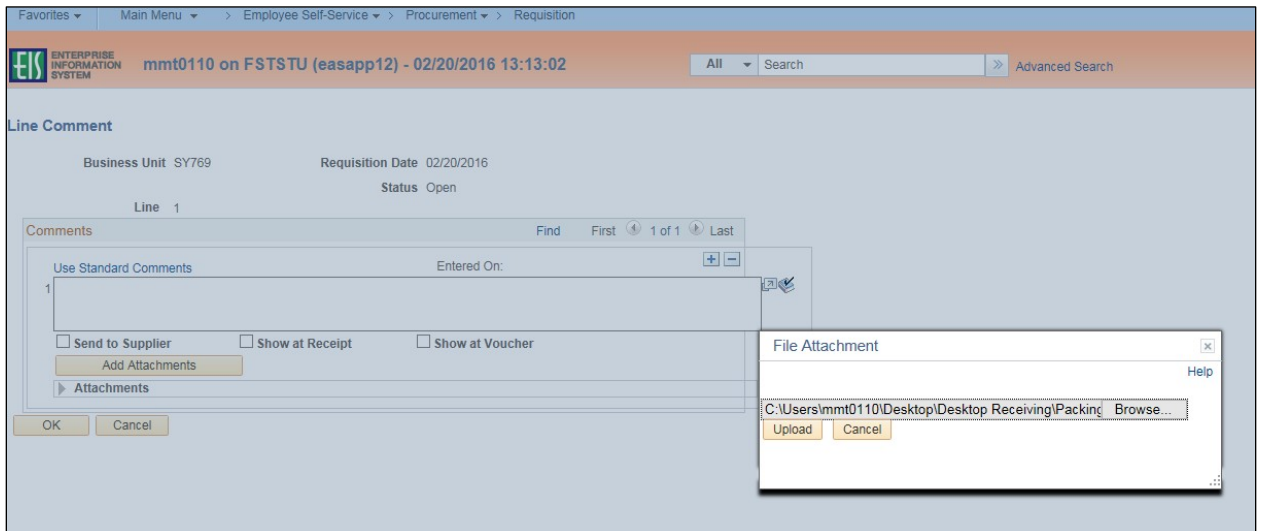 Favorites Main Menu > Employee Self-Service > Procurement > Requisition
EIS ENTERPRISE INFORMATION SYSTEM
mmt0110 on FSTSTU (easapp12) - 02/20/2016 13:13:02
All Search » Advanced Search
Line Comment
Business Unit SY769 Requisition Date 02/20/2016
Status Open
Line 1
Comments Find First 1 of 1 Last
Use Standard Comments Entered On: + −
1
Send to Supplier Show at Receipt Show at Voucher
Add Attachments
Attachments
OK Cancel
File Attachment x
Help
C:\Users\mmt0110\Desktop\Desktop Receiving\Packing Browse...
Upload Cancel